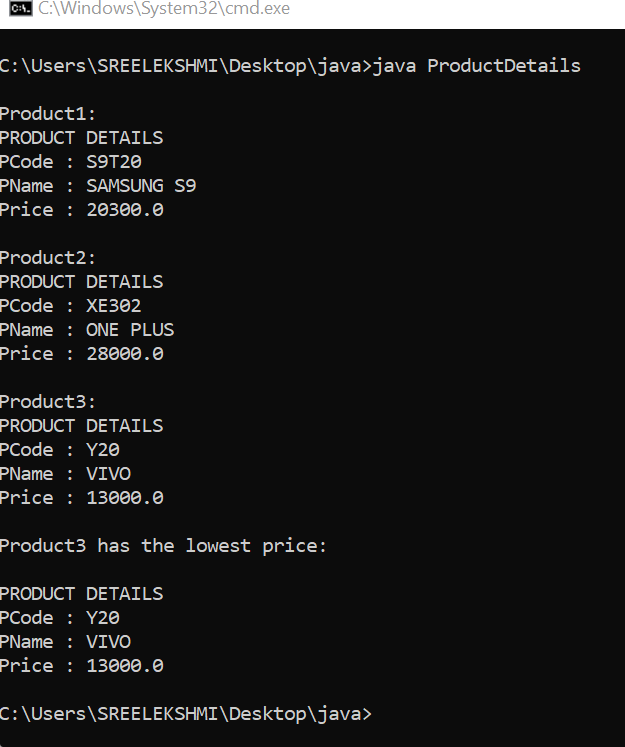 C:\Windows\System32\cmd.exe
C:\Users\SREELEKSHMI\Desktop\java>java ProductDetails
Product1:
PRODUCT DETAILS
PCode : S9T20
PName : SAMSUNG S9
Price : 20300.0
Product2:
PRODUCT DETAILS
PCode : XE302
PName : ONE PLUS
Price : 28000.0
Product3:
PRODUCT DETAILS
PCode : Y20
PName : VIVO
Price : 13000.0
Product3 has the lowest price:
PRODUCT DETAILS
PCode : Y20
PName : VIVO
Price : 13000.0
C:\Users\SREELEKSHMI\Desktop\java>